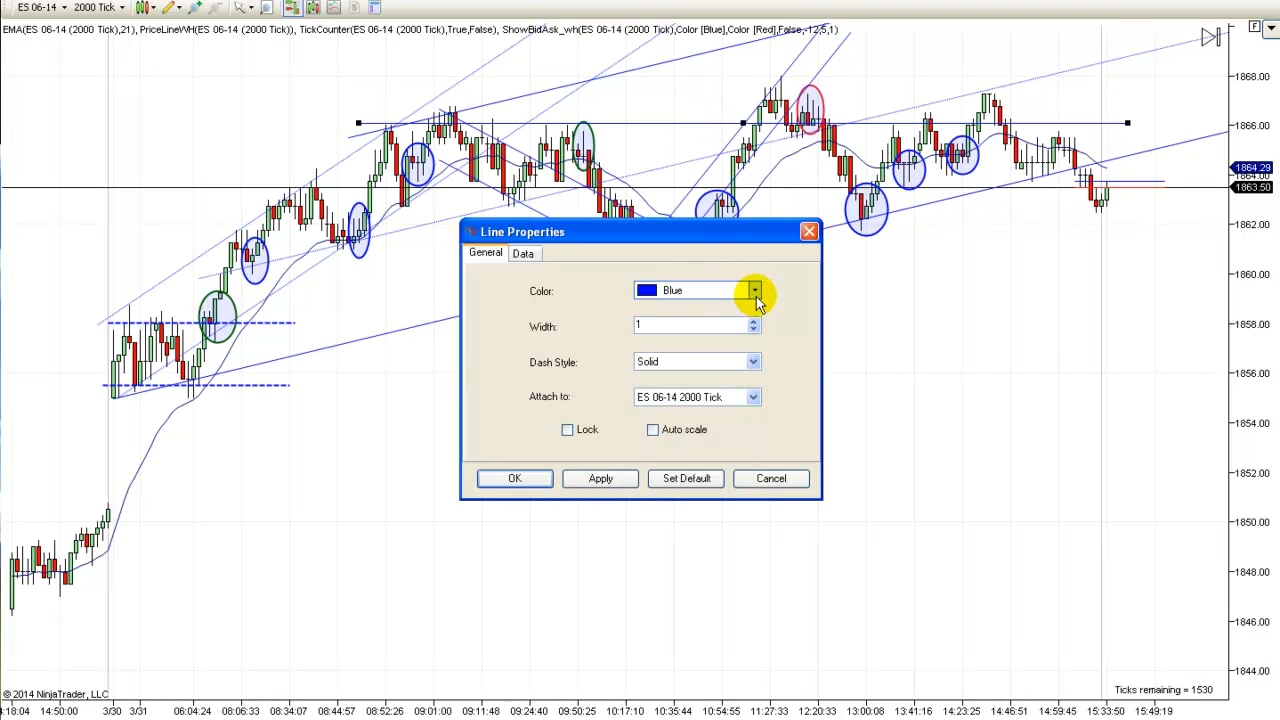 ES 06-14 2000 Tick
EMA(ES 06-14 (2000 Tick),21), PriceLineWH(ES 06-14 (2000 Tick)), TickCounter(ES 06-14 (2000 Tick),True,False), ShowBidAsk_wh(ES 06-14 (2000 Tick),Color [Blue],Color [Red],False,-12,5,1)
F
1868.00
1866.00
1864.29
1864.00
1863.50
1862.00
1860.00
1858.00
1856.00
1854.00
1852.00
1850.00
1848.00
1846.00
1844.00
Line Properties
General Data
Color: Blue
Width: 1
Dash Style: Solid
Attach to: ES 06-14 2000 Tick
Lock Auto scale
OK Apply Set Default Cancel
© 2014 NinjaTrader, LLC
Ticks remaining = 1530
4:18:04 14:50:00 3/30 3/31 06:04:24 08:06:33 08:34:07 08:44:57 08:52:26 09:01:00 09:11:48 09:24:40 09:50:25 10:17:10 10:35:44 10:54:55 11:27:33 12:20:33 13:00:08 13:41:16 14:23:25 14:46:51 14:59:52 15:33:50 15:49:19